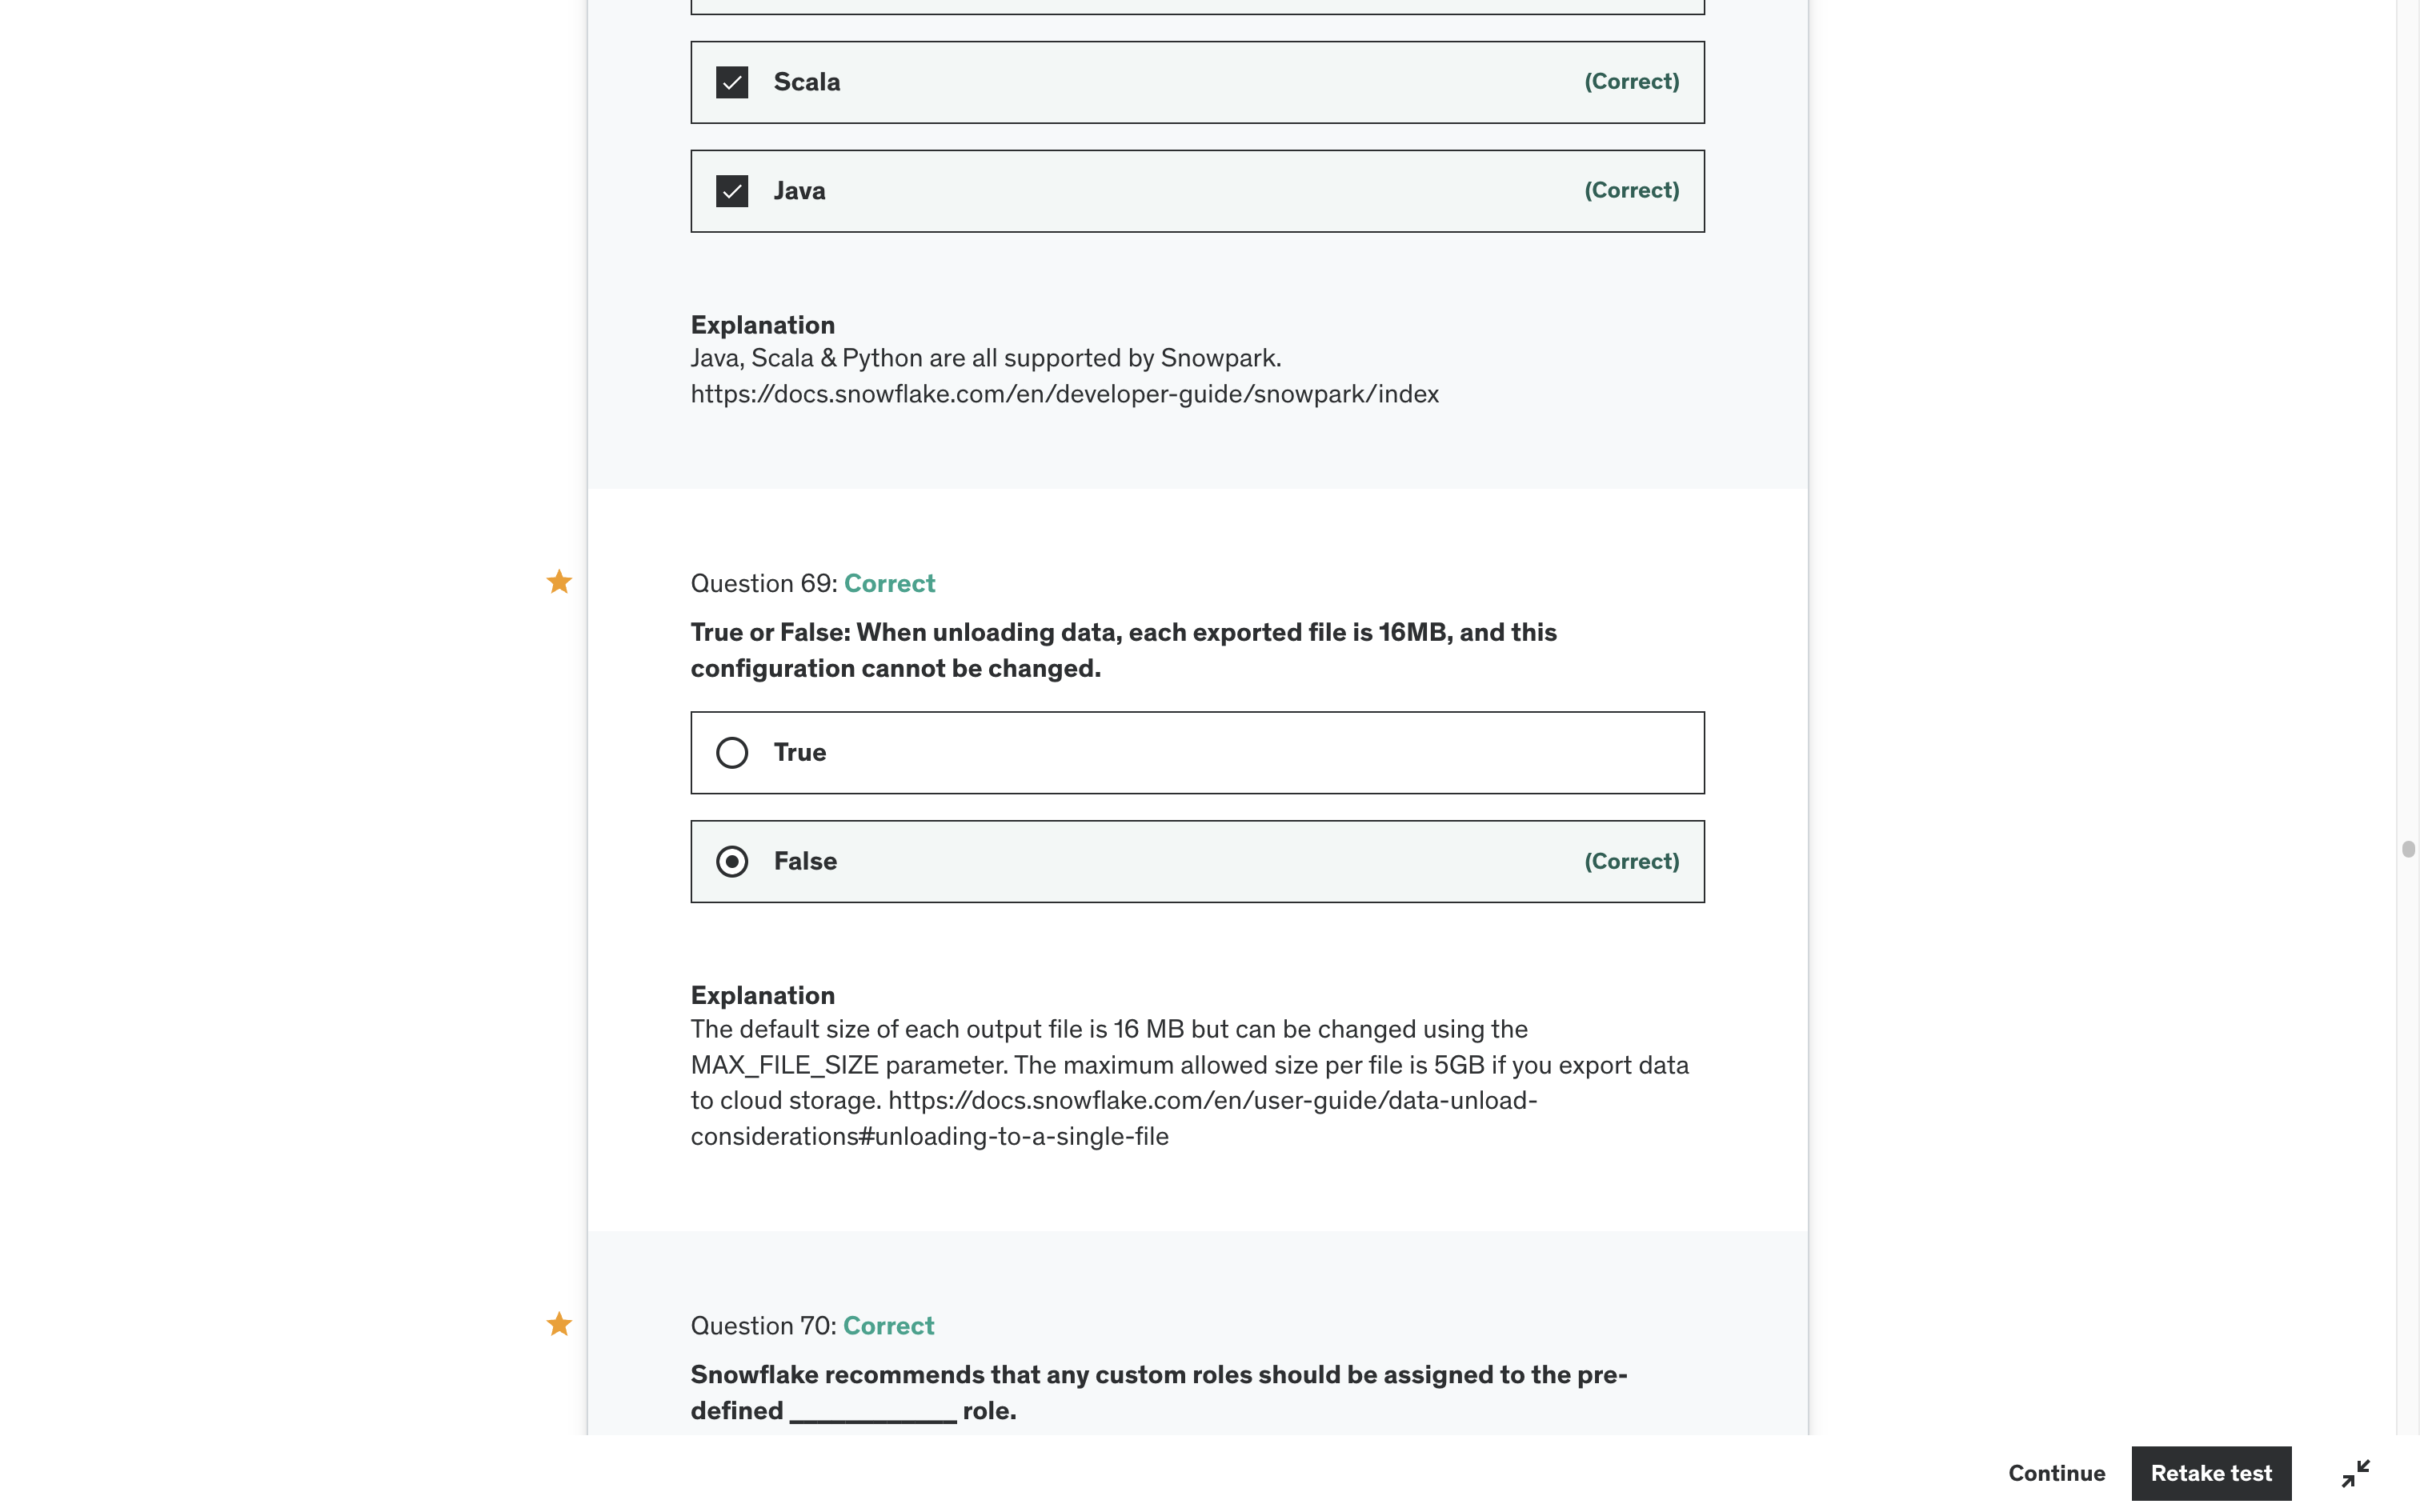 Scala
(Correct)
Java
(Correct)
Explanation
Java, Scala & Python are all supported by Snowpark.
https://docs.snowflake.com/en/developer-guide/snowpark/index
Question 69: Correct
True or False: When unloading data, each exported file is 16MB, and this
configuration cannot be changed.
True
False
(Correct)
Explanation
The default size of each output file is 16 MB but can be changed using the
MAX_FILE_SIZE parameter. The maximum allowed size per file is 5GB if you export data
to cloud storage. https://docs.snowflake.com/en/user-guide/data-unload-
considerations#unloading-to-a-single-file
Question 70: Correct
Snowflake recommends that any custom roles should be assigned to the pre-
defined ____________ role.
Continue
Retake test